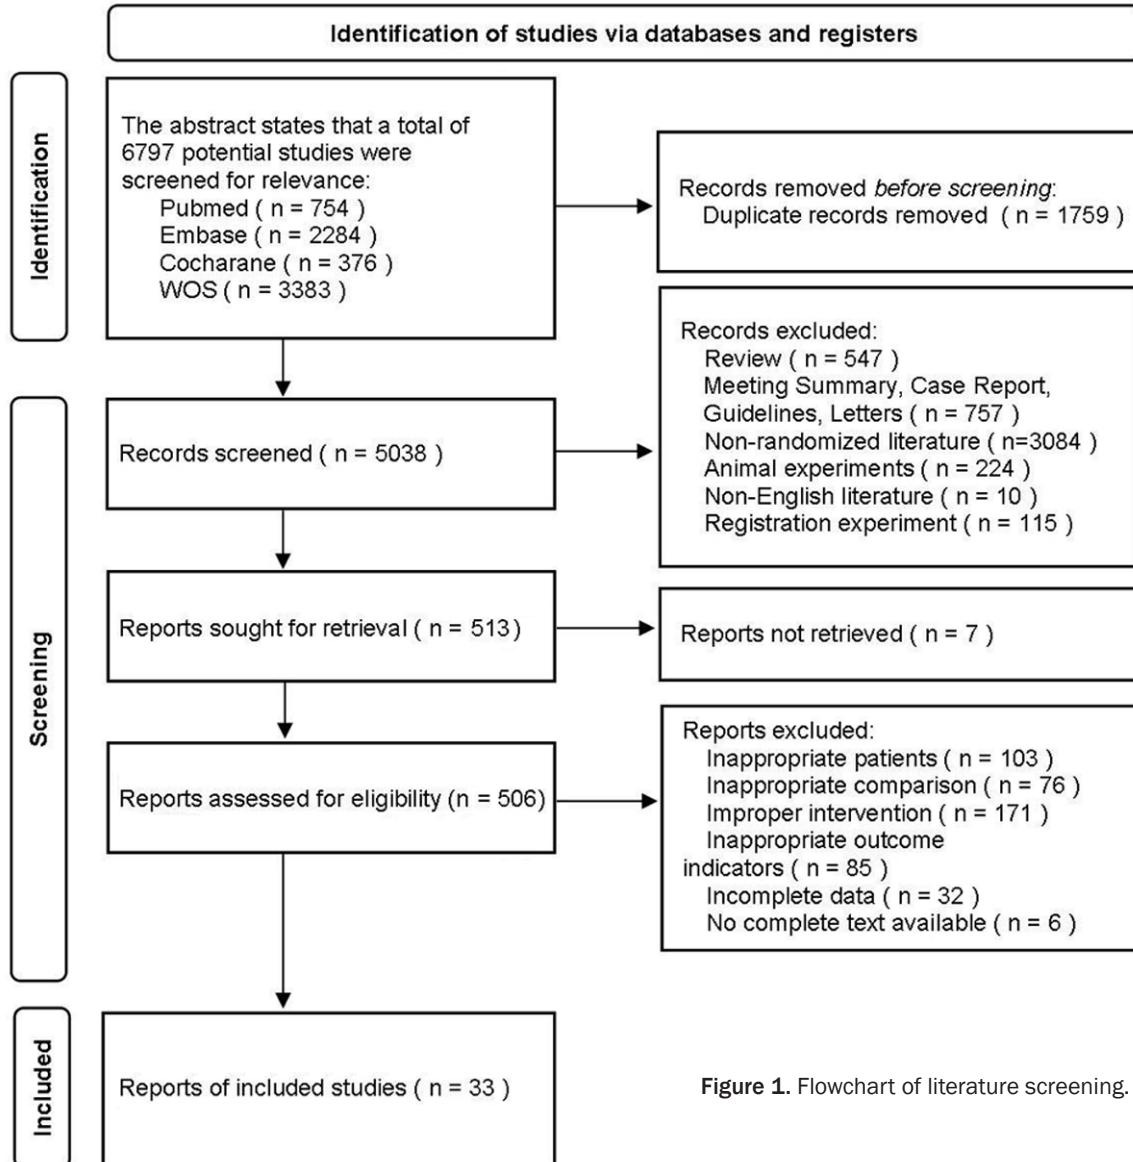 Identification of studies via databases and registers
Identification
The abstract states that a total of
6797 potential studies were
screened for relevance:
Pubmed ( n = 754 )
Embase ( n = 2284 )
Cocharane ( n = 376 )
WOS ( n = 3383 )
Records removed before screening:
Duplicate records removed ( n = 1759 )
Screening
Records screened ( n = 5038 )
Records excluded:
Review ( n = 547 )
Meeting Summary, Case Report,
Guidelines, Letters ( n = 757 )
Non-randomized literature ( n=3084 )
Animal experiments ( n = 224 )
Non-English literature ( n = 10 )
Registration experiment ( n = 115 )
Reports sought for retrieval ( n = 513)
Reports not retrieved ( n = 7 )
Reports assessed for eligibility (n = 506)
Reports excluded:
Inappropriate patients ( n = 103 )
Inappropriate comparison ( n = 76 )
Improper intervention ( n = 171 )
Inappropriate outcome
indicators ( n = 85 )
Incomplete data ( n = 32 )
No complete text available ( n = 6 )
Included
Reports of included studies ( n = 33 )
Figure 1. Flowchart of literature screening.